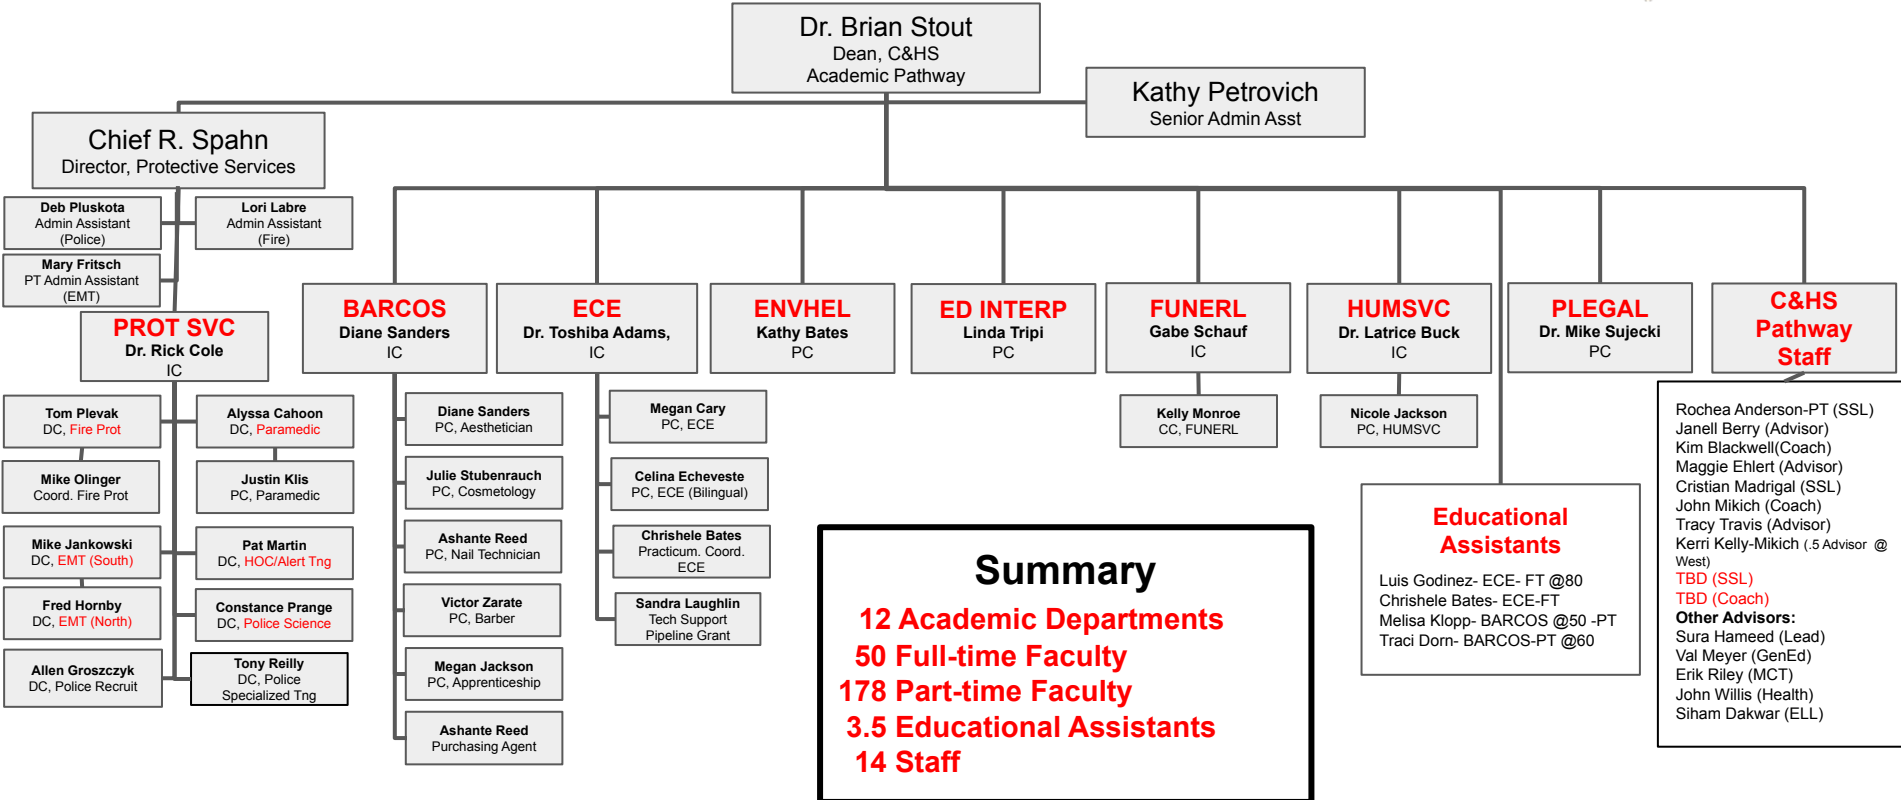 Dr. Brian Stout
Dean, C&HS
Academic Pathway
Kathy Petrovich
Senior Admin Asst
Chief R. Spahn
Director, Protective Services
Deb Pluskota
Admin Assistant
(Police)
Lori Labre
Admin Assistant
(Fire)
Mary Fritsch
PT Admin Assistant
(EMT)
PROT SVC
Dr. Rick Cole
IC
Tom Plevak
DC, Fire Prot
Alyssa Cahoon
DC, Paramedic
Mike Olinger
Coord. Fire Prot
Justin Klis
PC, Paramedic
Mike Jankowski
DC, EMT (South)
Pat Martin
DC, HOC/Alert Tng
Fred Hornby
DC, EMT (North)
Constance Prange
DC, Police Science
Allen Groszczyk
DC, Police Recruit
Tony Reilly
DC, Police
Specialized Tng
BARCOS
Diane Sanders
IC
Diane Sanders
PC, Aesthetician
Julie Stubenrauch
PC, Cosmetology
Ashante Reed
PC, Nail Technician
Victor Zarate
PC, Barber
Megan Jackson
PC, Apprenticeship
Ashante Reed
Purchasing Agent
ECE
Dr. Toshiba Adams,
IC
Megan Cary
PC, ECE
Celina Echeveste
PC, ECE (Bilingual)
Chrishele Bates
Practicum. Coord.
ECE
Sandra Laughlin
Tech Support
Pipeline Grant
ENVHEL
Kathy Bates
PC
ED INTERP
Linda Tripi
PC
FUNERL
Gabe Schauf
IC
Kelly Monroe
CC, FUNERL
HUMSVC
Dr. Latrice Buck
IC
Nicole Jackson
PC, HUMSVC
PLEGAL
Dr. Mike Sujecki
PC
C&HS
Pathway
Staff
Rochea Anderson-PT (SSL)
Janell Berry (Advisor)
Kim Blackwell(Coach)
Maggie Ehlert (Advisor)
Cristian Madrigal (SSL)
John Mikich (Coach)
Tracy Travis (Advisor)
Kerri Kelly-Mikich (.5 Advisor @
West)
TBD (SSL)
TBD (Coach)
Other Advisors:
Sura Hameed (Lead)
Val Meyer (GenEd)
Erik Riley (MCT)
John Willis (Health)
Siham Dakwar (ELL)
Educational
Assistants
Luis Godinez- ECE- FT @80
Chrishele Bates- ECE-FT
Melisa Klopp- BARCOS @50 -PT
Traci Dorn- BARCOS-PT @60
Summary
12 Academic Departments
50 Full-time Faculty
178 Part-time Faculty
3.5 Educational Assistants
14 Staff